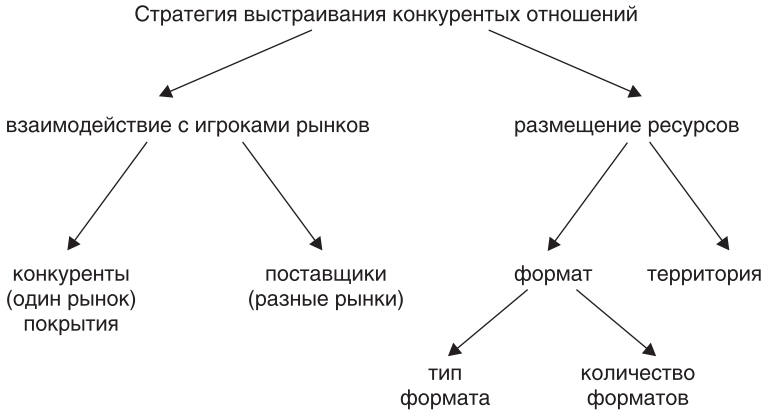 Стратегия выстраивания конкурентых отношений
взаимодействие с игроками рынков
размещение ресурсов
конкуренты
(один рынок)
покрытия
поставщики
(разные рынки)
формат
территория
тип
формата
количество
форматов